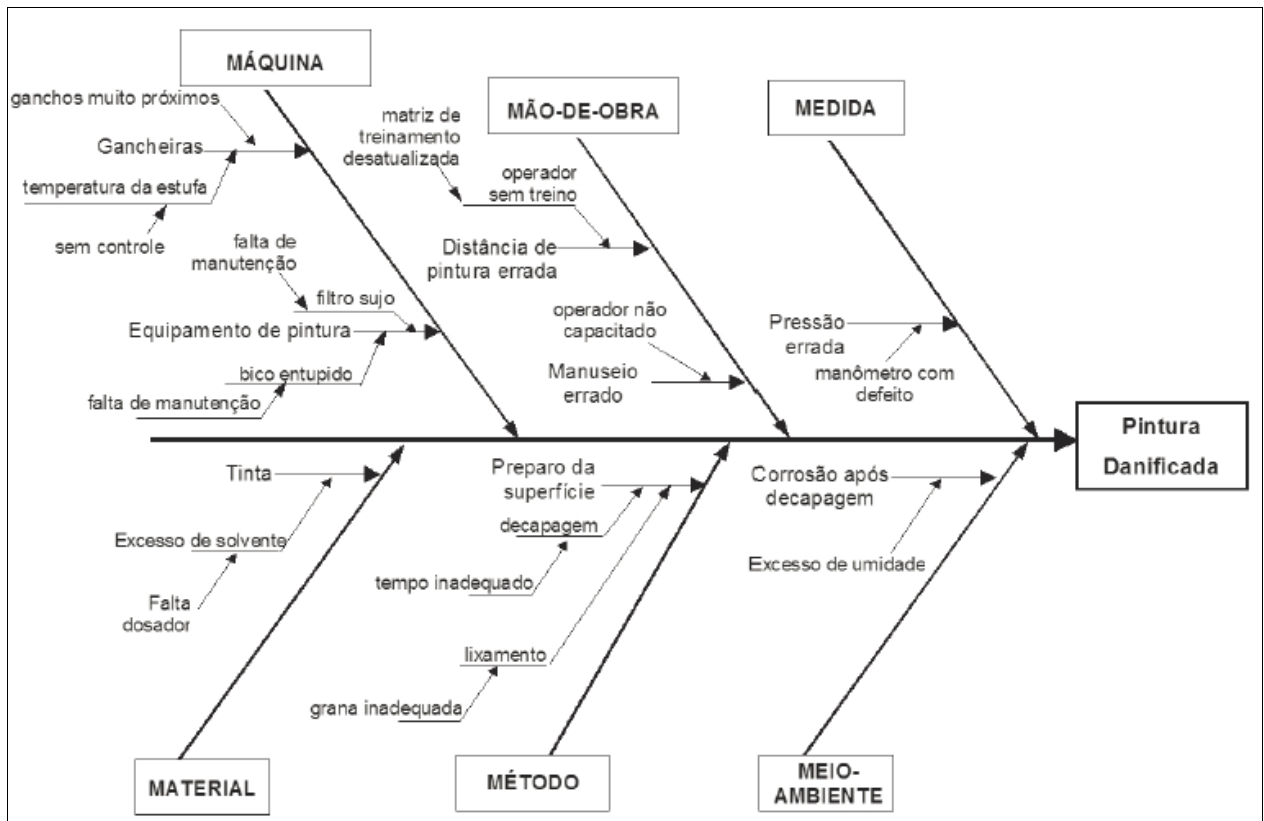 MÁQUINA
ganchos muito próximos
Gancheiras
temperatura da estufa
sem controle
falta de
manutenção
filtro sujo
Equipamento de pintura
bico entupido
falta de manutenção
MÃO-DE-OBRA
matriz de
treinamento
desatualizada
operador
sem treino
Distância de
pintura errada
operador não
capacitado
Manuseio
errado
MEDIDA
Pressão
errada
manômetro com
defeito
Pintura
Danificada
Tinta
Excesso de solvente
Falta
dosador
MATERIAL
Preparo da
superfície
decapagem
tempo inadequado
lixamento
grana inadequada
MÉTODO
Corrosão após
decapagem
Excesso de umidade
MEIO-
AMBIENTE